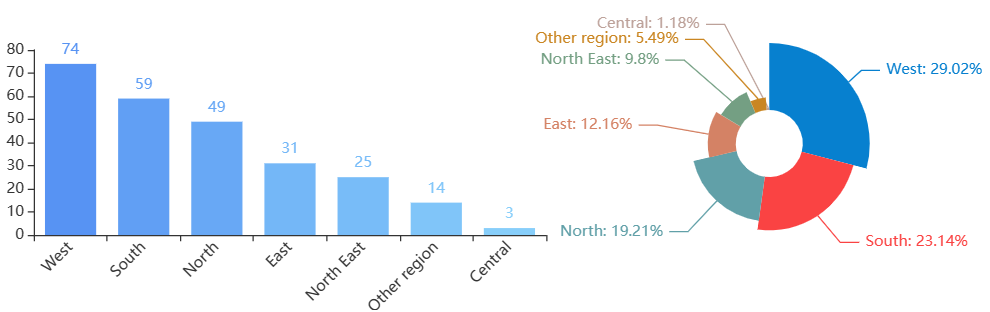 80
70
60
50
40
30
20
10
0
74
59
49
31
25
14
3
West
South
North
East
North East
Other region
Central
Central: 1.18%
Other region: 5.49%
North East: 9.8%
East: 12.16%
North: 19.21%
West: 29.02%
South: 23.14%